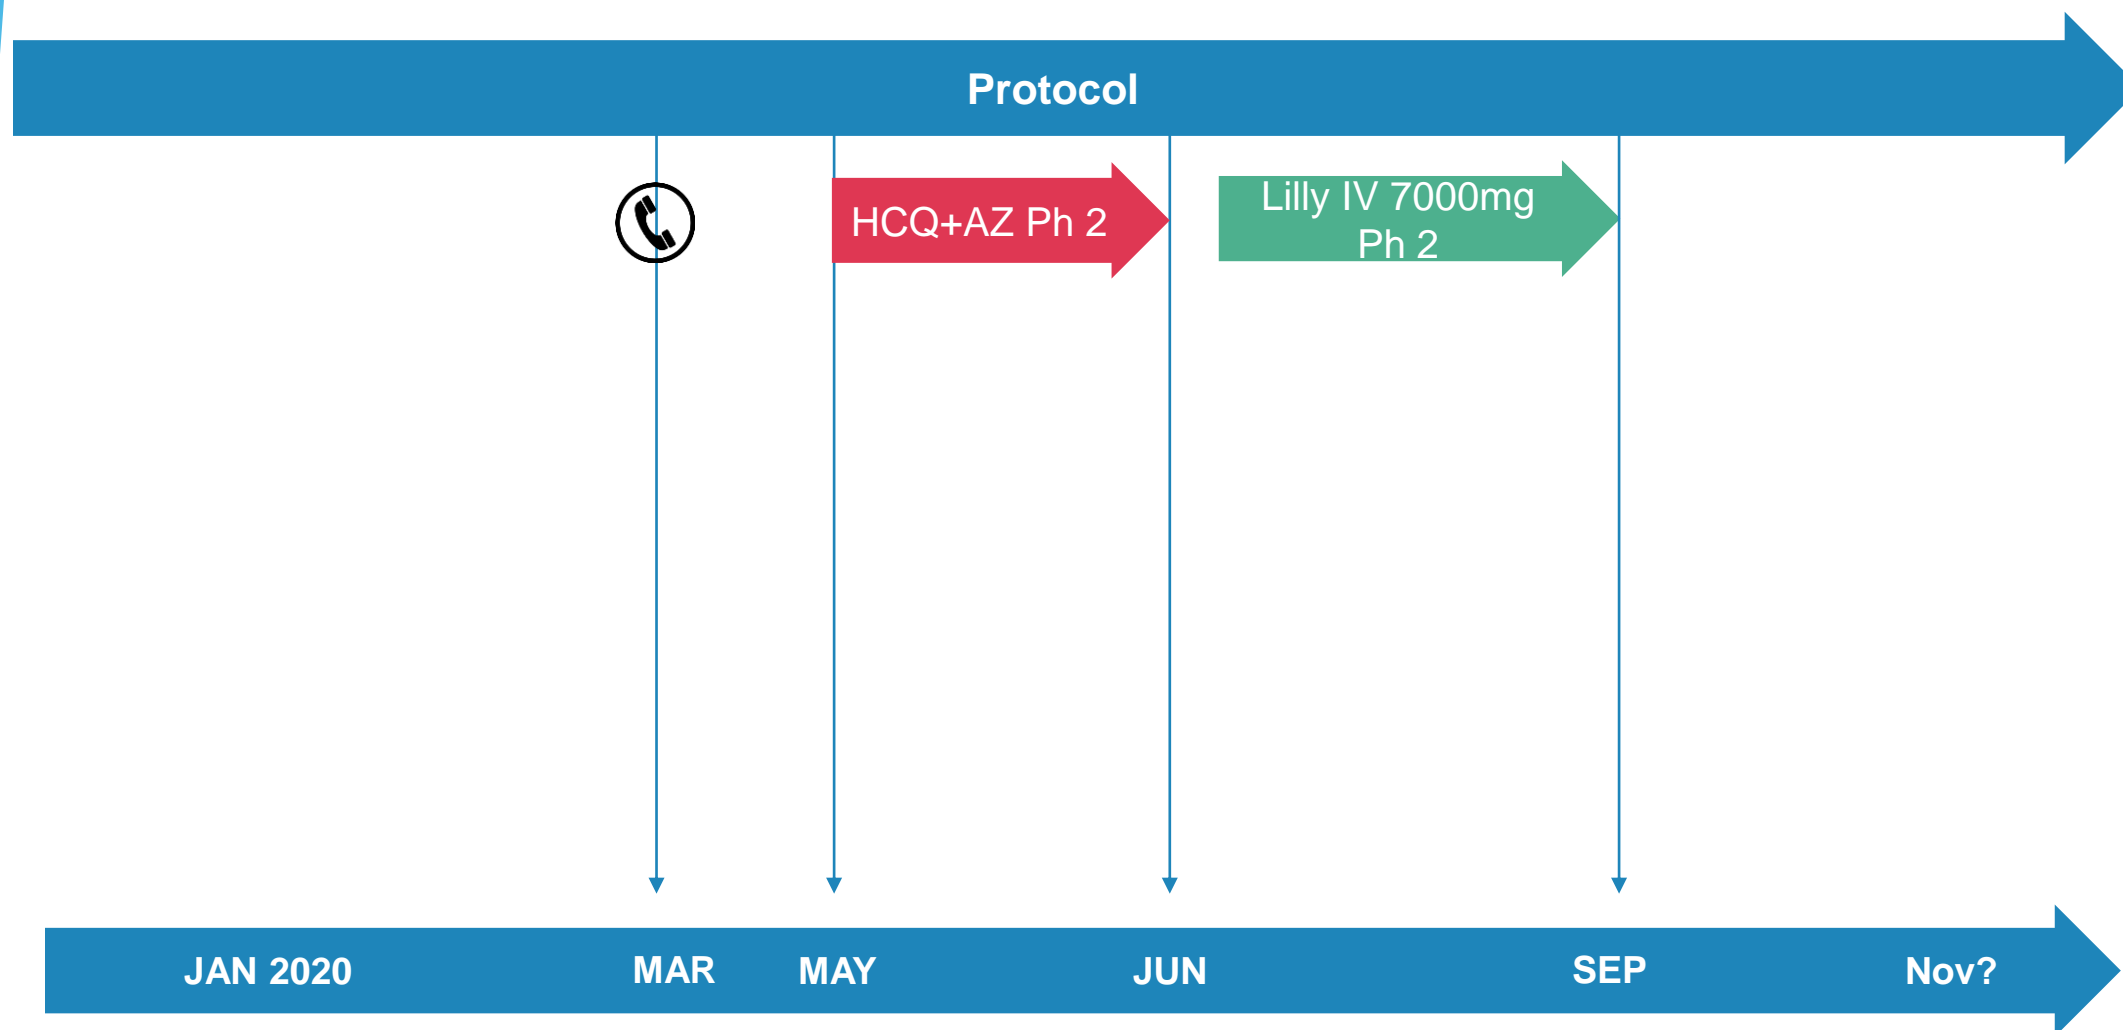 Protocol
HCQ+AZ Ph 2
Lilly IV 7000mg
Ph 2
JAN 2020
MAR
MAY
JUN
SEP
Nov?